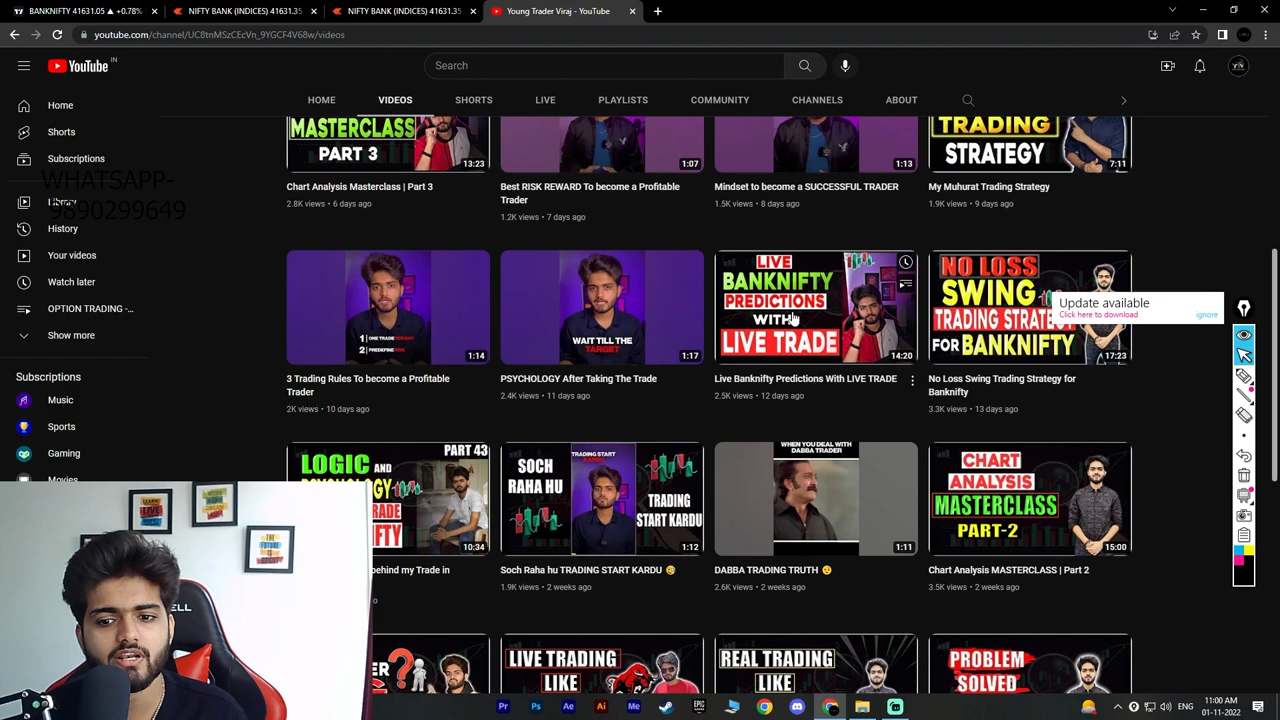 BANKNIFTY 41058.05 ▲ +0.78%
NIFTY BANK (INDICES) 41631.35
NIFTY BANK (INDICES) 41631.35
Young Trader Viraj - YouTube
youtube.com/channel/UC8tnMSzCEcVn_9YGCF4V68w/videos
YouTube IN
Search
HOME
VIDEOS
SHORTS
LIVE
PLAYLISTS
COMMUNITY
CHANNELS
ABOUT
Home
Shorts
Subscriptions
WHATSAPP-
9890299649
History
Your videos
Watch later
OPTION TRADING -...
Show more
Subscriptions
Music
Sports
Gaming
Movies
MASTERCLASS
PART 3
13:23
Chart Analysis Masterclass | Part 3
2.8K views • 6 days ago
1:07
Best RISK REWARD To become a Profitable
Trader
1.2K views • 7 days ago
1:13
Mindset to become a SUCCESSFUL TRADER
1.5K views • 8 days ago
TRADING
STRATEGY
7:11
My Muhurat Trading Strategy
1.9K views • 9 days ago
1:14
3 Trading Rules To become a Profitable
Trader
2K views • 10 days ago
WAIT TILL THE
TARGET
1:17
PSYCHOLOGY After Taking The Trade
2.4K views • 11 days ago
LIVE
BANKNIFTY
PREDICTIONS
WITH
LIVE TRADE
14:20
Live Banknifty Predictions With LIVE TRADE
2.5K views • 12 days ago
NO LOSS
SWING
TRADING
FOR BANKNIFTY
17:23
No Loss Swing Trading Strategy for
Banknifty
3.3K views • 13 days ago
Update available
Click here to download
ignore
PART 43
LOGIC AND
10:34
behind my Trade in
SOCH
RAHA HU
TRADING START
TRADING
START KARDU
1:12
Soch Raha hu TRADING START KARDU
1.9K views • 2 weeks ago
WHEN YOU DEAL WITH
DABBA TRADER
1:11
DABBA TRADING TRUTH
2.6K views • 2 weeks ago
CHART
ANALYSIS
MASTERCLASS
PART-2
15:00
Chart Analysis MASTERCLASS | Part 2
3.5K views • 2 weeks ago
LIVE TRADING
LIKE
REAL TRADING
LIKE
PROBLEM
SOLVED
ENG
11:00 AM
01-11-2022